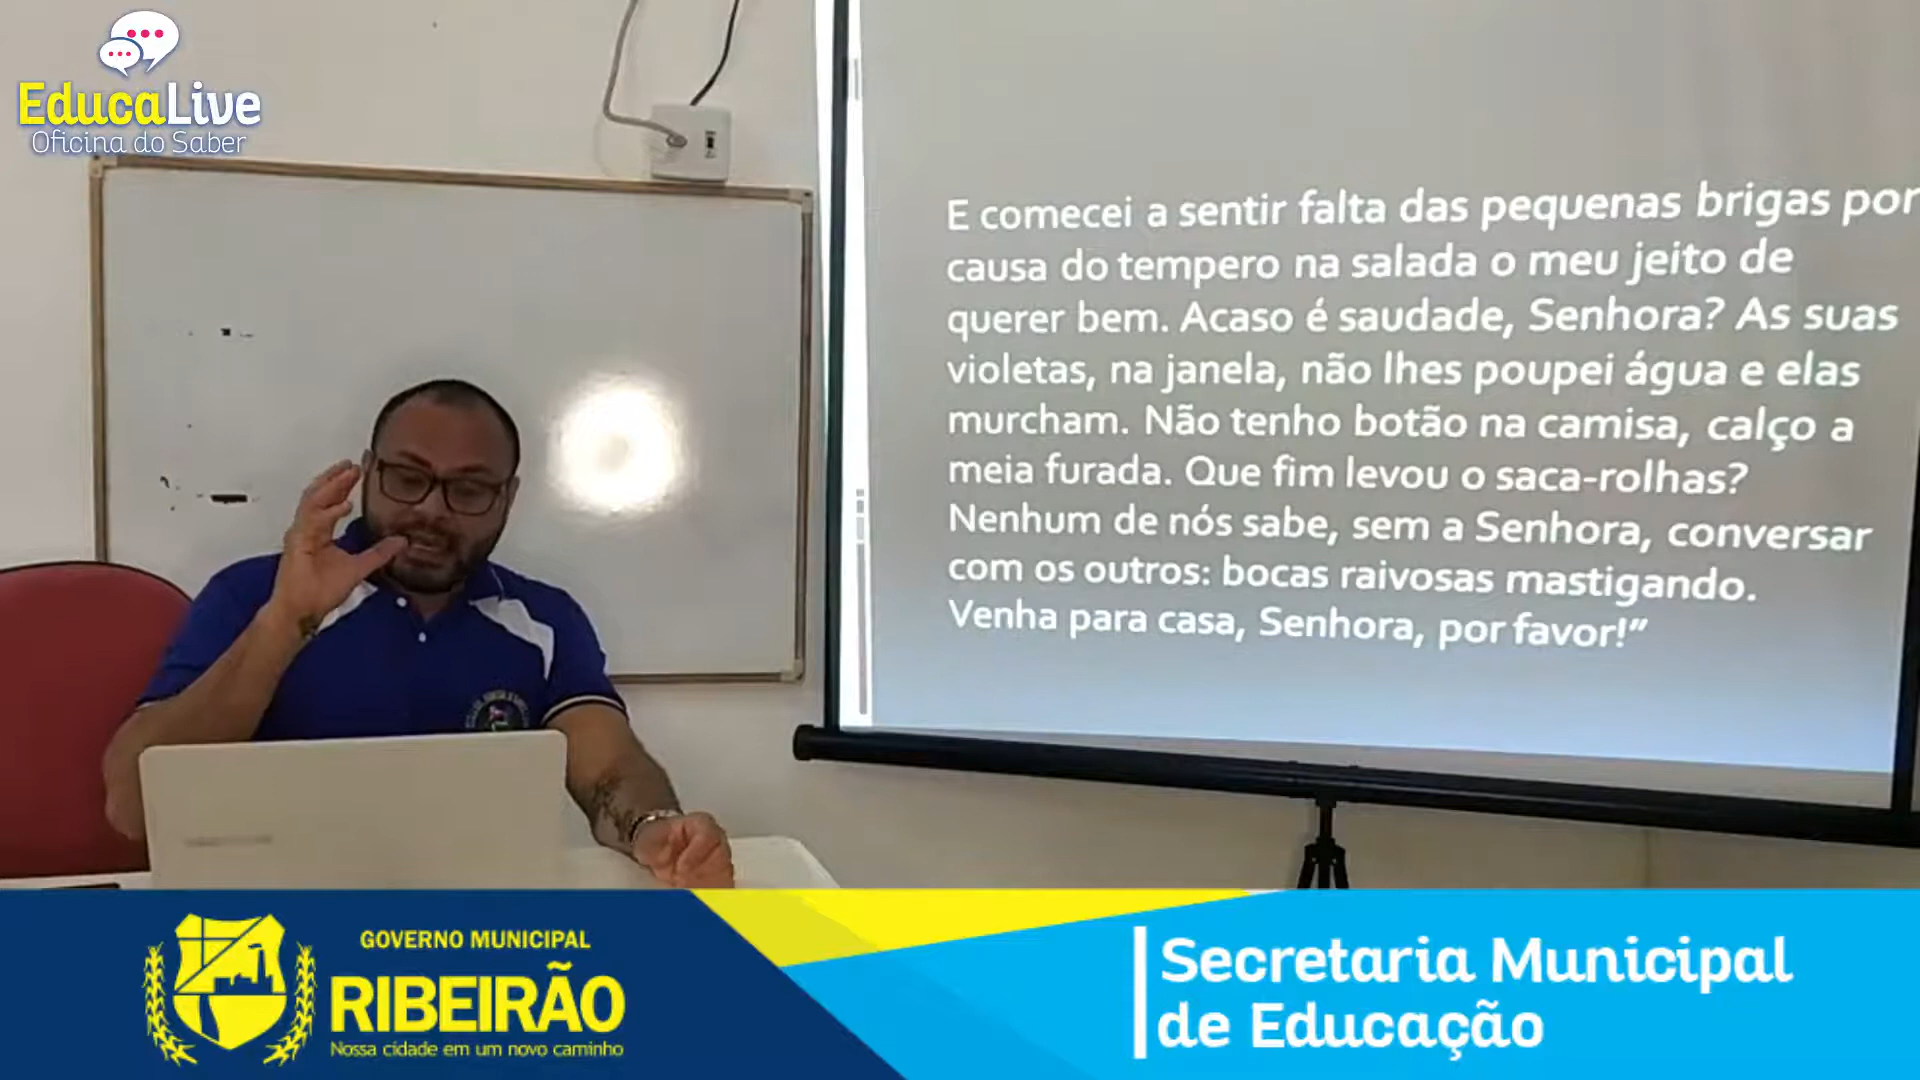 EducaLive
Oficina do Saber
E comecei a sentir falta das pequenas brigas por
causa do tempero na salada o meu jeito de
querer bem. Acaso é saudade, Senhora? As suas
violetas, na janela, não lhes poupei água e elas
murcham. Não tenho botão na camisa, calço a
meia furada. Que fim levou o saca-rolhas?
Nenhum de nós sabe, sem a Senhora, conversar
com os outros: bocas raivosas mastigando.
Venha para casa, Senhora, por favor!”
GOVERNO MUNICIPAL
RIBEIRÃO
Nossa cidade em um novo caminho
Secretaria Municipal
de Educação